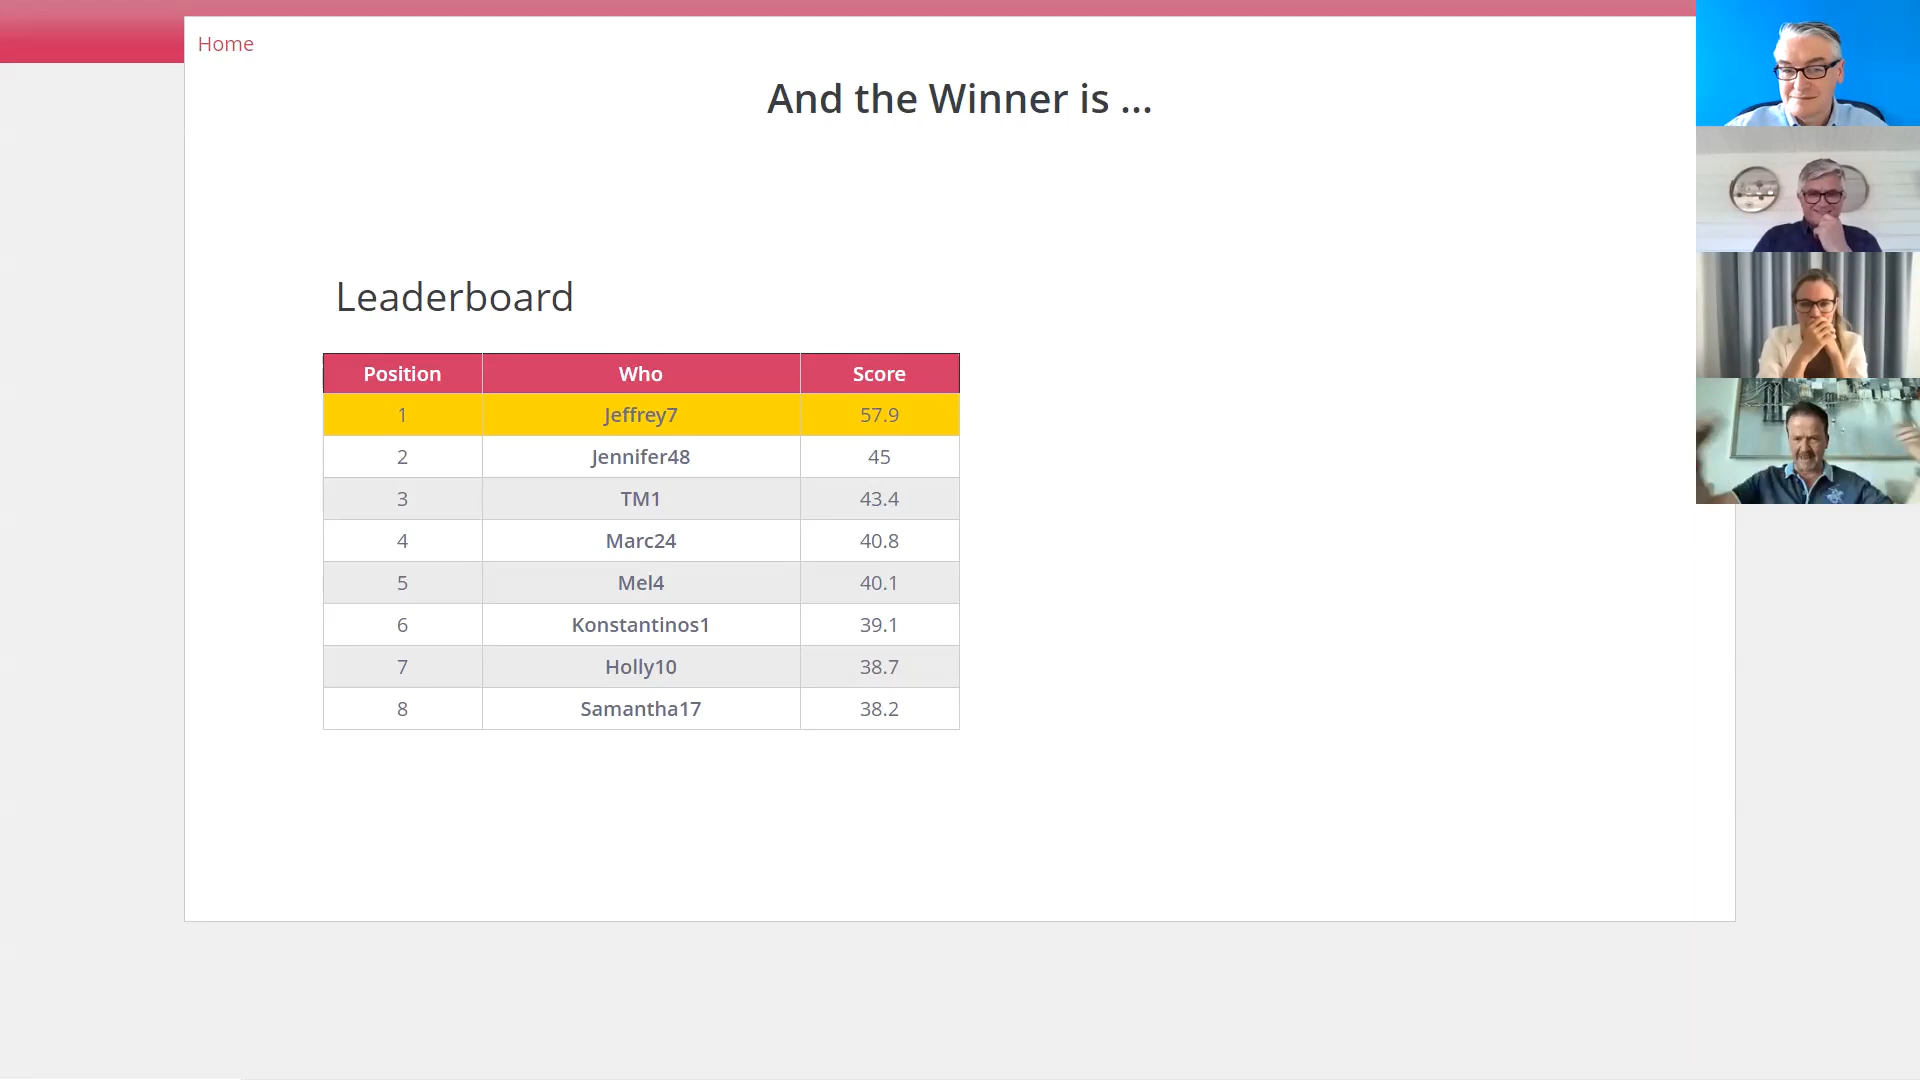 Home
And the Winner is ...
Leaderboard
Position Who Score
1 Jeffrey7 57.9
2 Jennifer48 45
3 TM1 43.4
4 Marc24 40.8
5 Mel4 40.1
6 Konstantinos1 39.1
7 Holly10 38.7
8 Samantha17 38.2